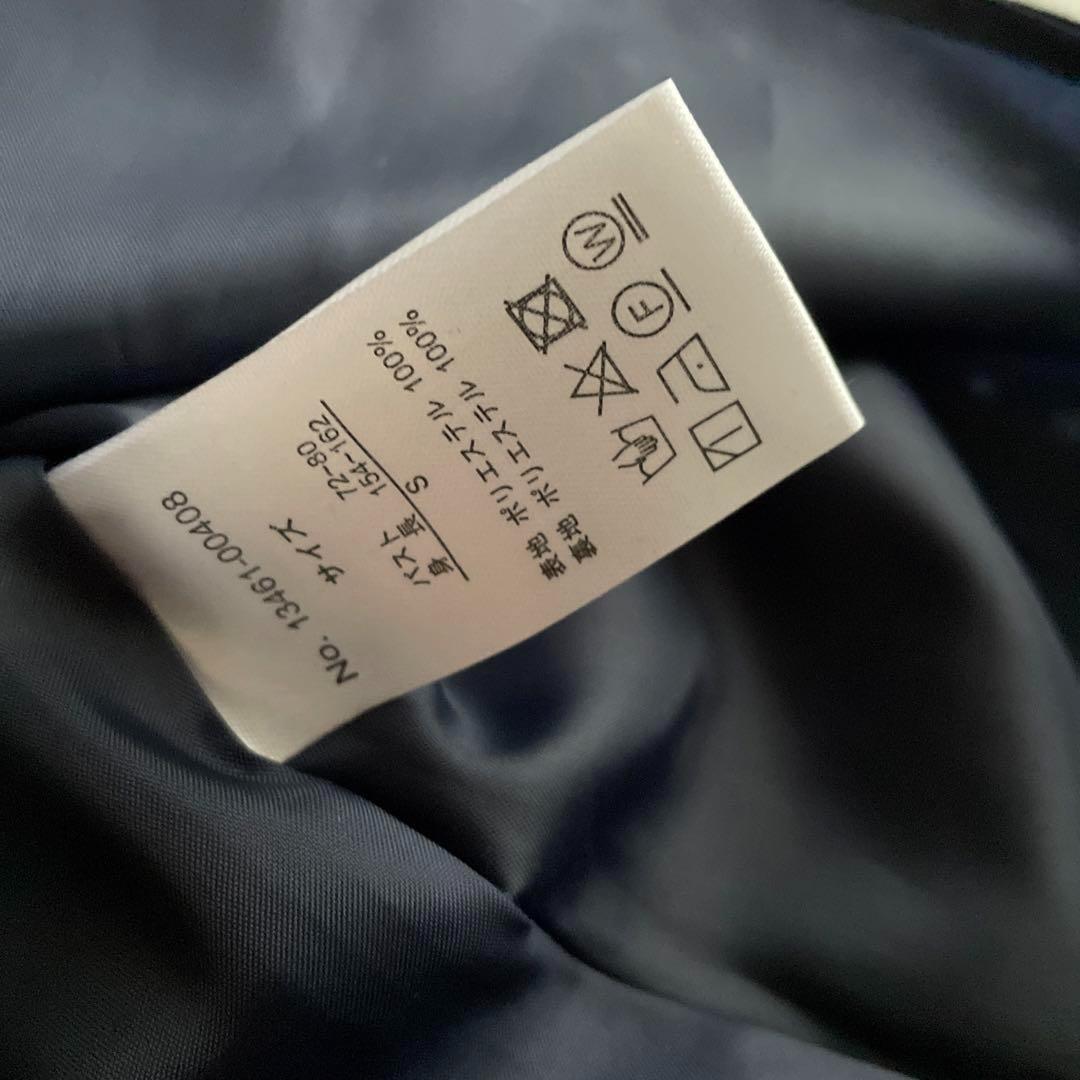 No. 13461-00408
サイズ
バスト 72-80
身長 154-162
S
表地 ポリエステル 100%
裏地 ポリエステル 100%
F
W